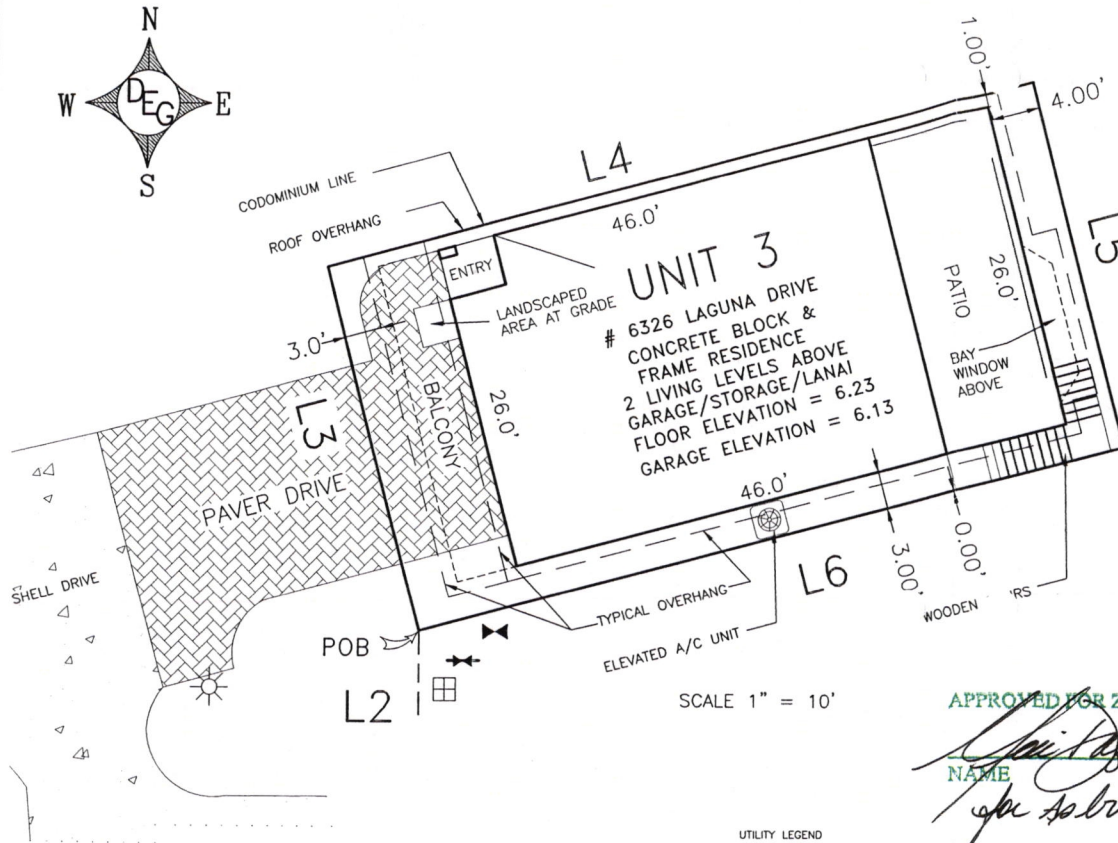 N
W DEG E
S
1.00'
4.00'
L4
CODOMINIUM LINE
46.0'
ROOF OVERHANG
L5
ENTRY
UNIT 3
PATIO
26.0'
LANDSCAPED
AREA AT GRADE
# 6326 LAGUNA DRIVE
CONCRETE BLOCK &
FRAME RESIDENCE
2 LIVING LEVELS ABOVE
GARAGE/STORAGE/LANAI
FLOOR ELEVATION = 6.23
GARAGE ELEVATION = 6.13
3.0'
BAY
WINDOW
ABOVE
L3
BALCONY
26.0'
PAVER DRIVE
46.0'
0.00'
3.00'
L6
SHELL DRIVE
TYPICAL OVERHANG
WOODEN 'RS
POB
ELEVATED A/C UNIT
L2
SCALE 1" = 10'
APPROVED FOR Z
NAME
UTILITY LEGEND